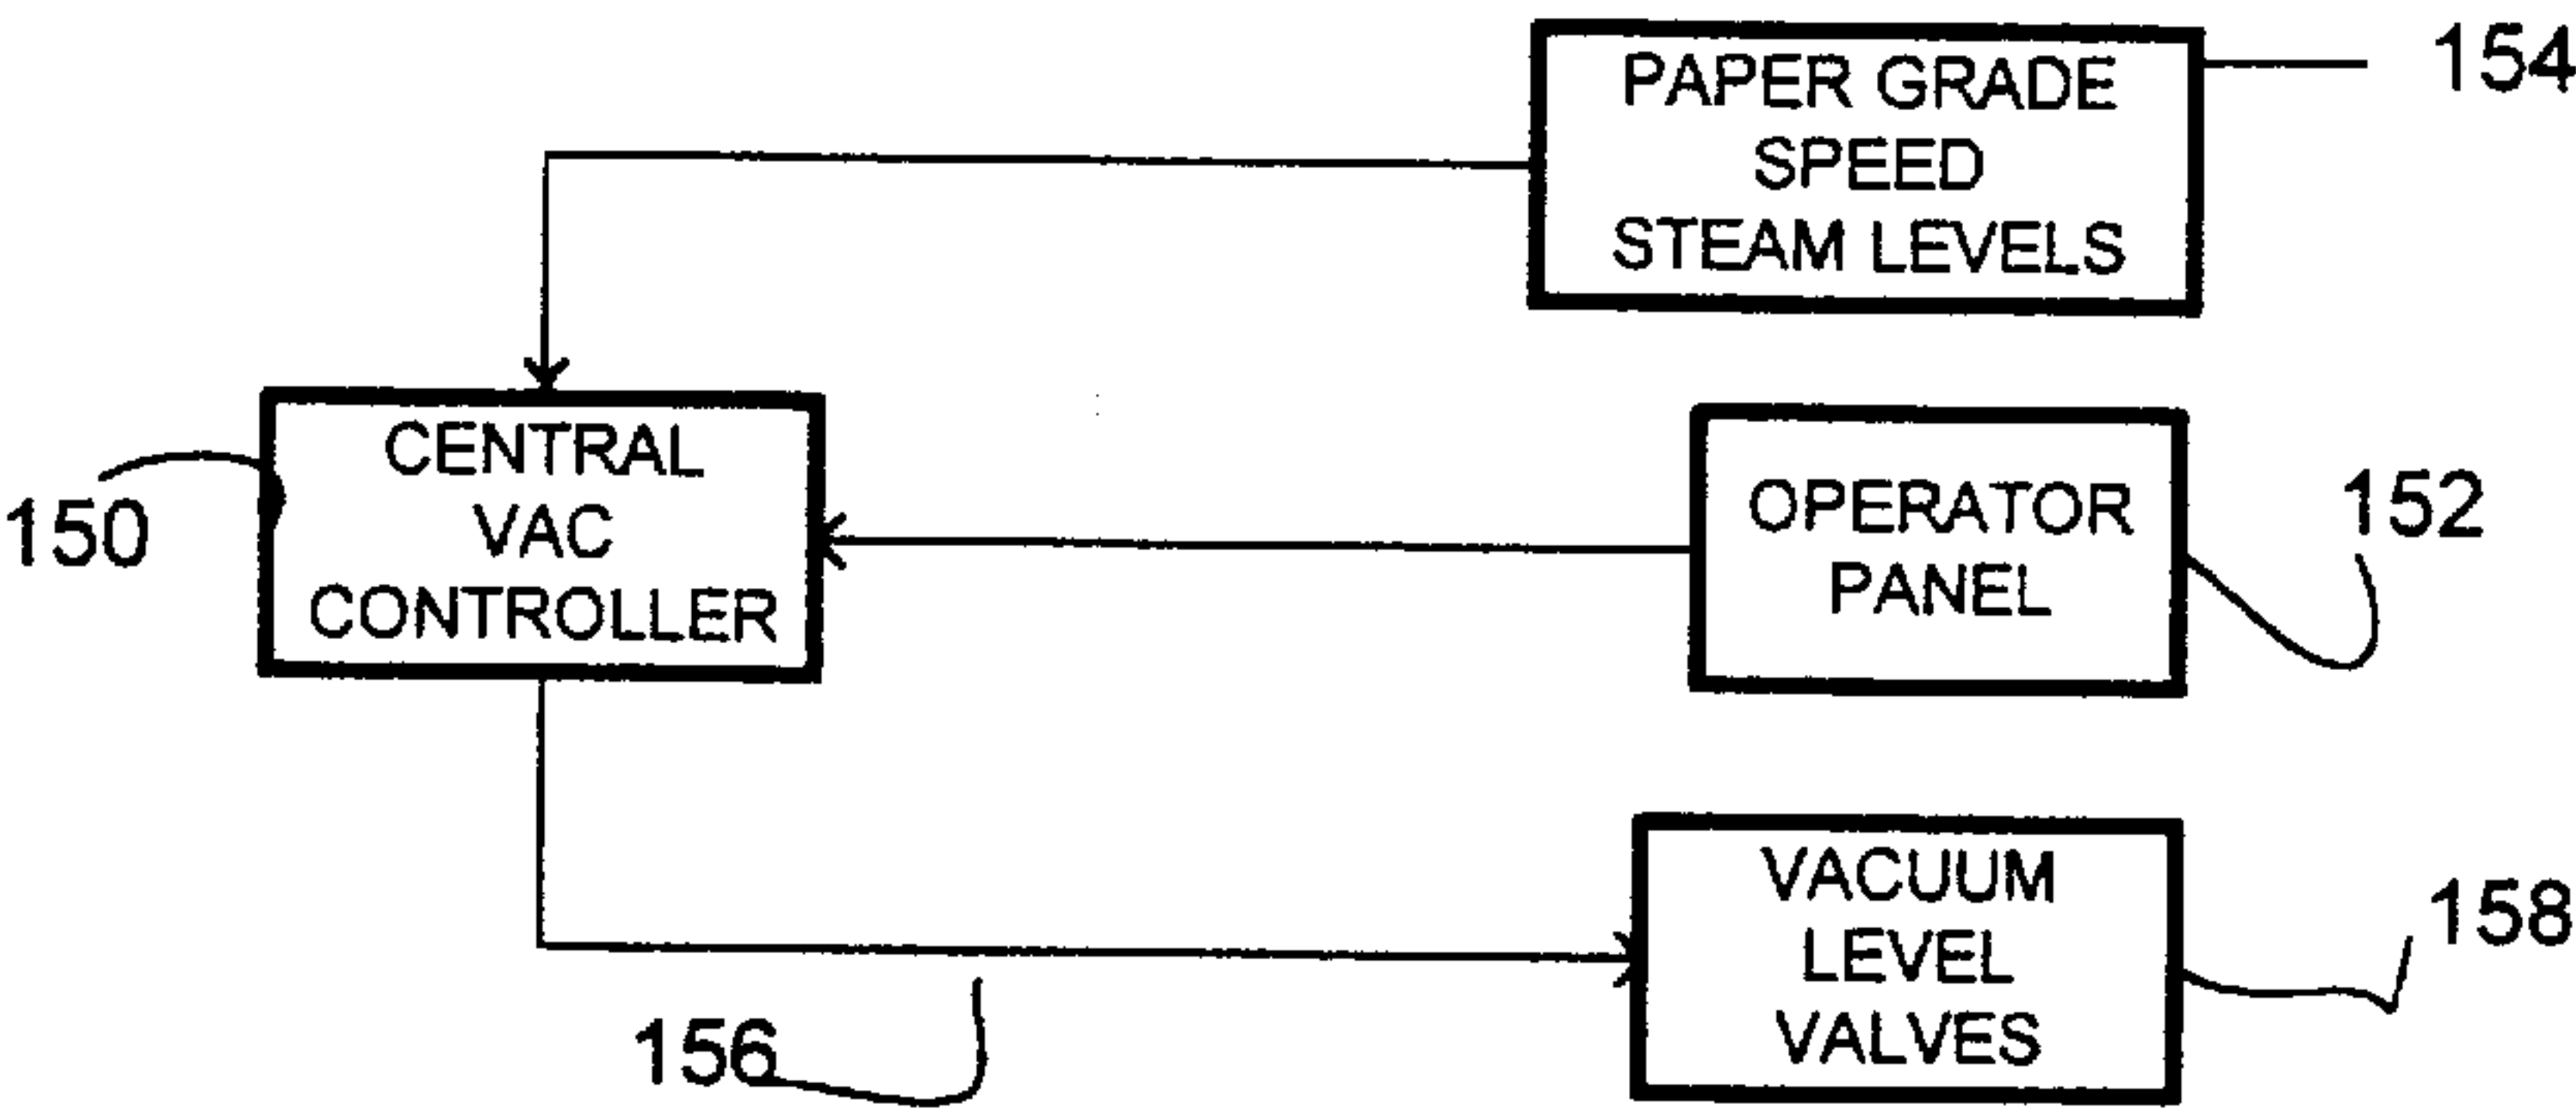 154
PAPER GRADE
SPEED
STEAM LEVELS
150
CENTRAL
VAC
CONTROLLER
OPERATOR
PANEL
152
156
VACUUM
LEVEL
VALVES
158